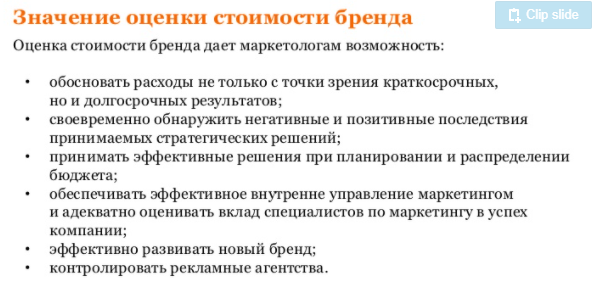 Значение оценки стоимости бренда
Clip slide
Оценка стоимости бренда дает маркетологам возможность:
• обосновать расходы не только с точки зрения краткосрочных,
но и долгосрочных результатов;
• своевременно обнаружить негативные и позитивные последствия
принимаемых стратегических решений;
• принимать эффективные решения при планировании и распределении
бюджета;
• обеспечивать эффективное внутренне управление маркетингом
и адекватно оценивать вклад специалистов по маркетингу в успех
компании;
• эффективно развивать новый бренд;
• контролировать рекламные агентства.